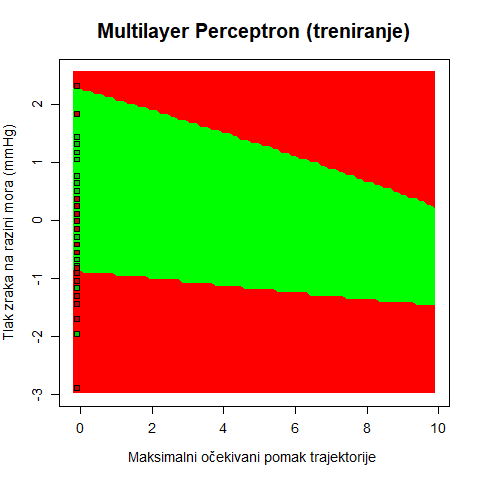 Multilayer Perceptron (treniranje)
Tlak zraka na razini mora (mmHg)
2
1
0
-1
-2
-3
0 2 4 6 8 10
Maksimalni očekivani pomak trajektorije